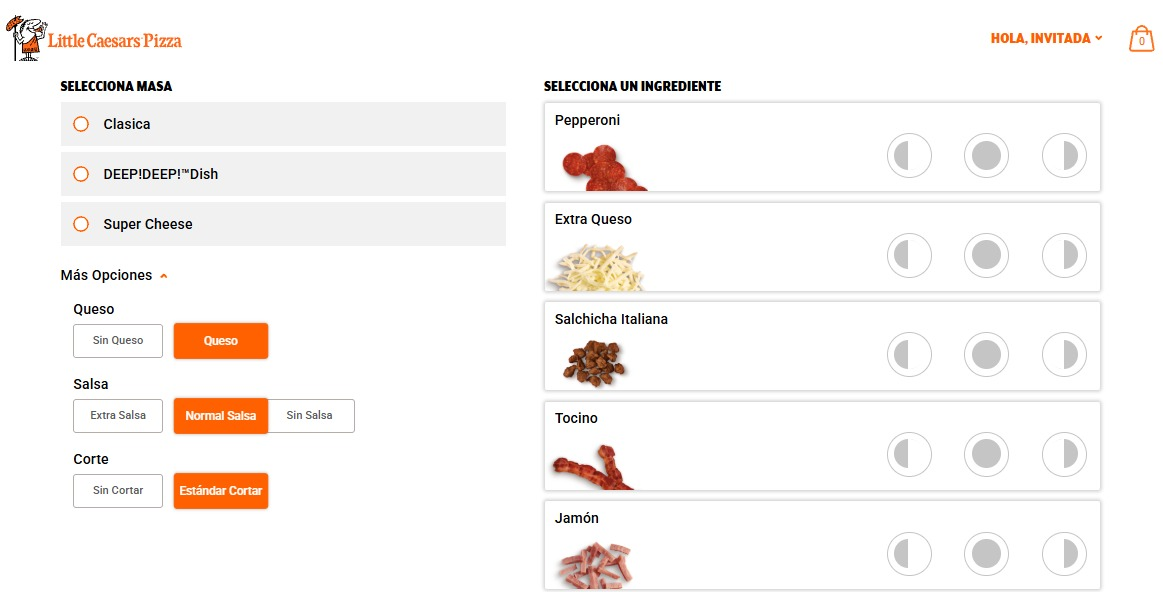 Little Caesars Pizza
HOLA, INVITADA
0
SELECCIONA MASA
Clasica
DEEP!DEEP!™Dish
Super Cheese
Más Opciones
Queso
Sin Queso
Queso
Salsa
Extra Salsa
Normal Salsa
Sin Salsa
Corte
Sin Cortar
Estándar Cortar
SELECCIONA UN INGREDIENTE
Pepperoni
Extra Queso
Salchicha Italiana
Tocino
Jamón